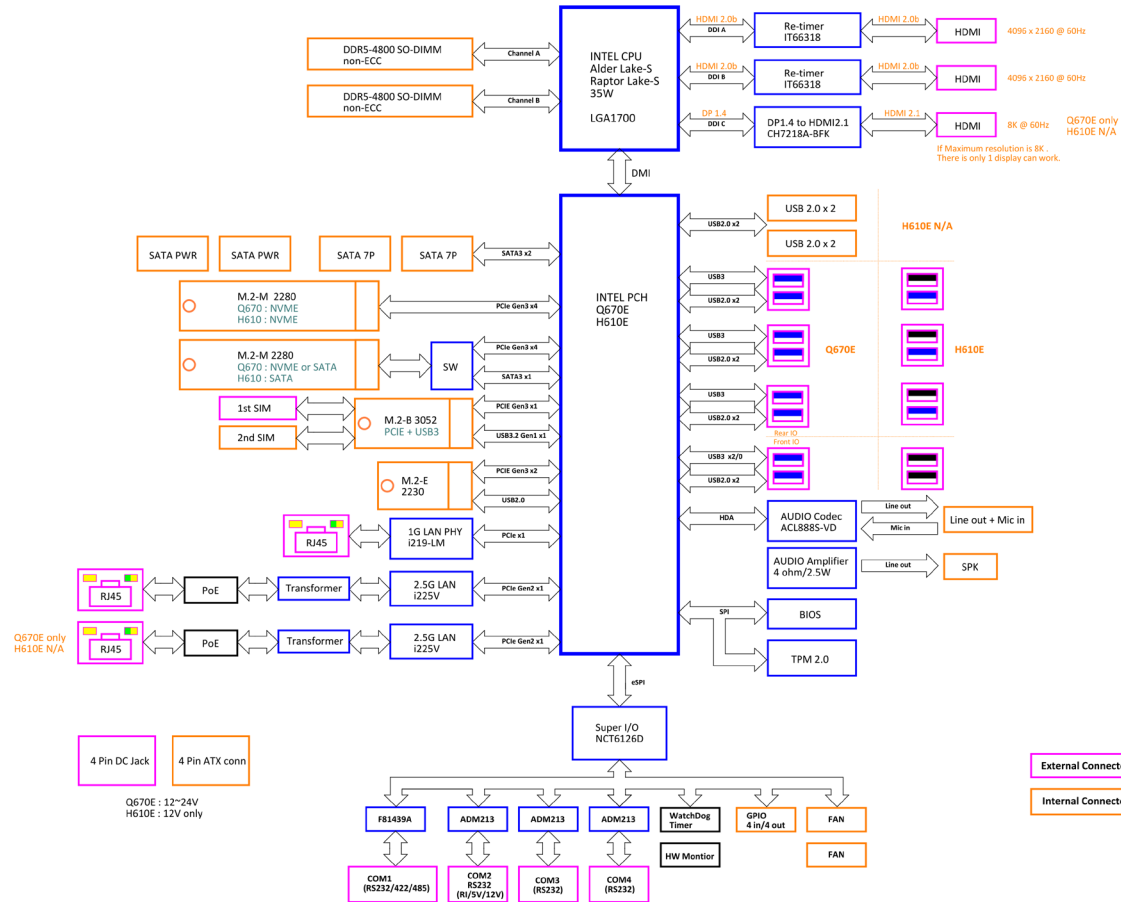 DDR5-4800 SO-DIMM
non-ECC
Channel A
DDR5-4800 SO-DIMM
non-ECC
Channel B
INTEL CPU
Alder Lake-S
Raptor Lake-S
35W
LGA1700
HDMI 2.0b
DDI A
Re-timer
IT66318
HDMI 2.0b
HDMI
4096 x 2160 @ 60Hz
HDMI 2.0b
DDI B
Re-timer
IT66318
HDMI 2.0b
HDMI
4096 x 2160 @ 60Hz
DP 1.4
DDI C
DP1.4 to HDMI2.1
CH7218A-BFK
HDMI 2.1
HDMI
8K @ 60Hz
Q670E only
H610E N/A
If Maximum resolution is 8K .
There is only 1 display can work.
DMI
INTEL PCH
Q670E
H610E
SATA PWR
SATA PWR
SATA 7P
SATA 7P
SATA3 x2
M.2-M  2280
Q670 : NVME
H610 : NVME
PCIe Gen3 x4
M.2-M 2280
Q670 : NVME or SATA
H610 : SATA
SW
PCIe Gen3 x4
SATA3 x1
1st SIM
2nd SIM
M.2-B 3052
PCIE + USB3
PCIE Gen3 x1
USB3.2 Gen1 x1
M.2-E
2230
PCIE Gen3 x2
USB2.0
RJ45
1G LAN PHY
i219-LM
PCIe x1
RJ45
PoE
Transformer
2.5G LAN
i225V
PCIe Gen2 x1
Q670E only
H610E N/A
RJ45
PoE
Transformer
2.5G LAN
i225V
PCIe Gen2 x1
USB2.0 x2
USB 2.0 x 2
USB 2.0 x 2
H610E N/A
USB3
USB2.0 x2
USB3
USB2.0 x2
Q670E
H610E
USB3
USB2.0 x2
Rear IO
Front IO
USB3  x2/0
USB2.0 x2
HDA
AUDIO Codec
ACL888S-VD
Line out
Mic in
Line out + Mic in
AUDIO Amplifier
4 ohm/2.5W
Line out
SPK
SPI
BIOS
TPM 2.0
eSPI
Super I/O
NCT6126D
4 Pin DC Jack
4 Pin ATX conn
Q670E : 12~24V
H610E : 12V only
F81439A
ADM213
ADM213
ADM213
WatchDog
Timer
GPIO
4 in/4 out
FAN
HW Montior
FAN
COM1
(RS232/422/485)
COM2
RS232
(RI/5V/12V)
COM3
(RS232)
COM4
(RS232)
External Connecto
Internal Connecto